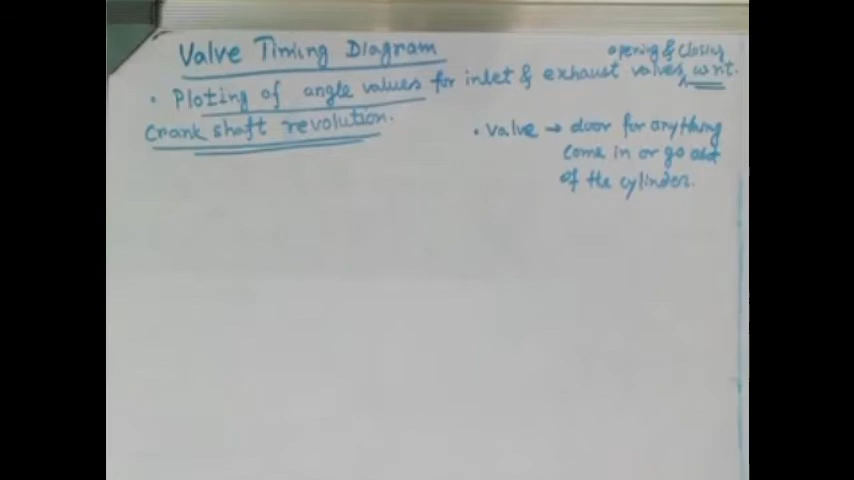 Valve Timing Diagram
opening & closing
• Ploting of angle values for inlet & exhaust valves, w.r.t.
Crank shaft revolution.
• valve → door for anything
come in or go out
of the cylinder.